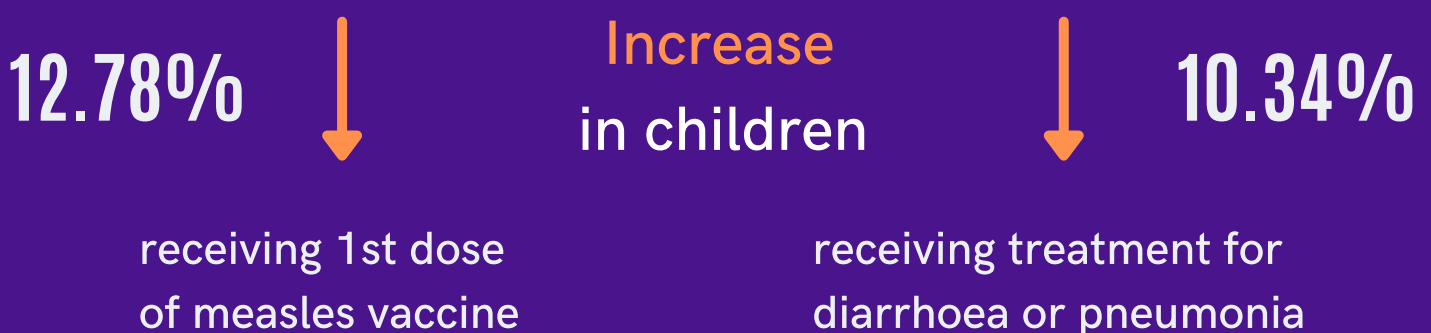 Increase
in children
12.78%
10.34%
receiving 1st dose
of measles vaccine
receiving treatment for
diarrhoea or pneumonia